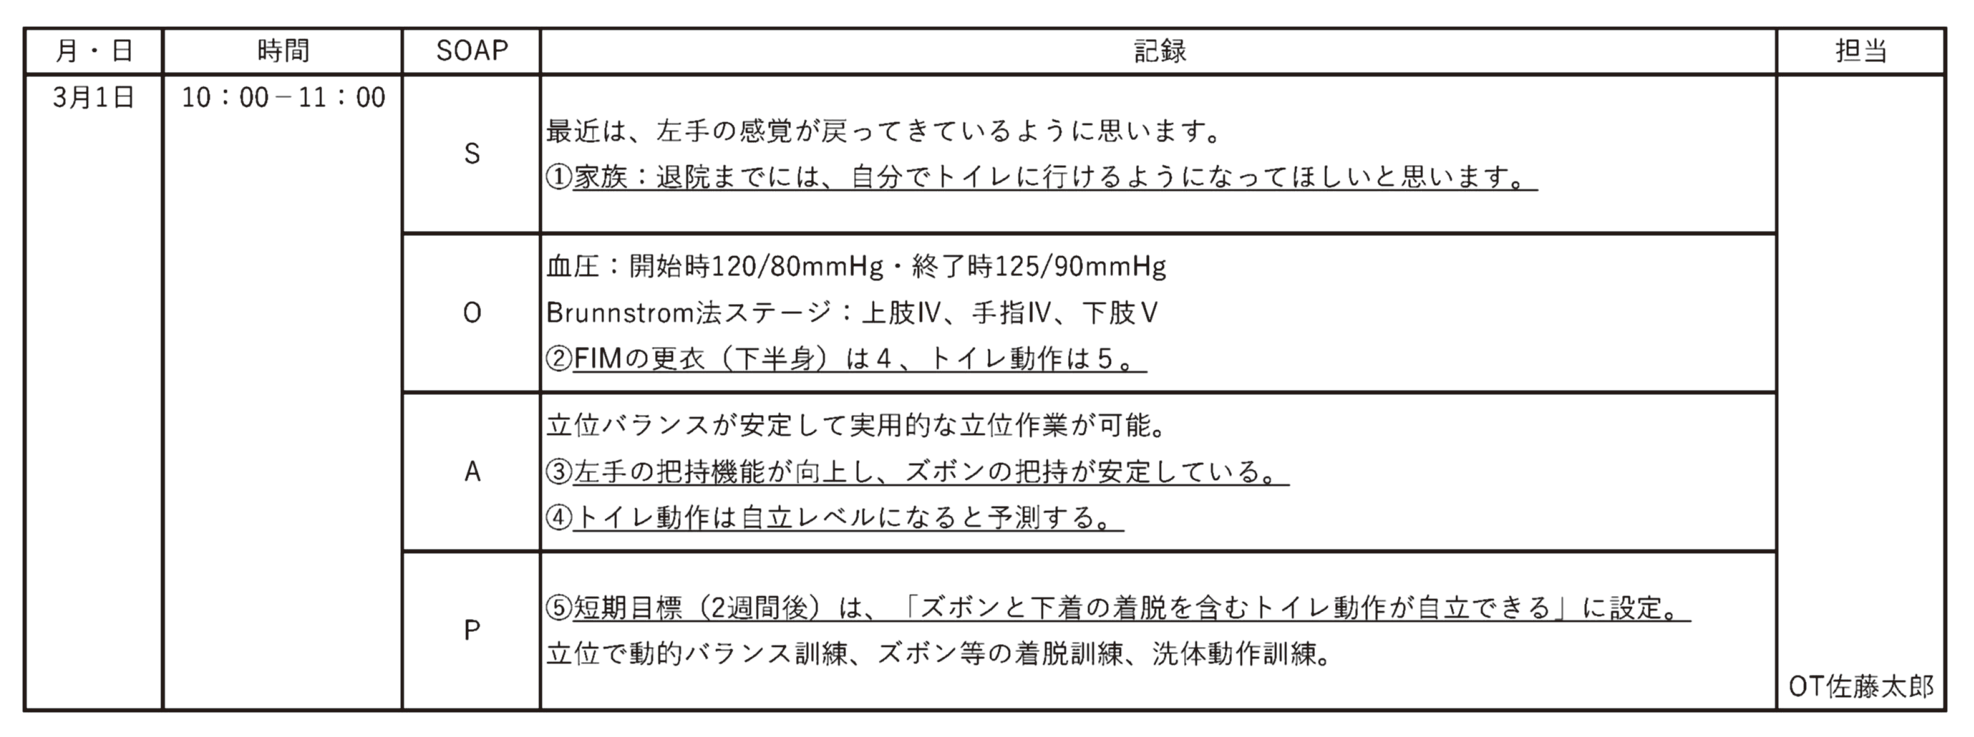 月・日 時間 SOAP 記録 担当
3月1日 10：00－11：00
S
最近は、左手の感覚が戻ってきているように思います。
①家族：退院までには、自分でトイレに行けるようになってほしいと思います。
O
血圧：開始時120/80mmHg・終了時125/90mmHg
Brunnstrom法ステージ：上肢Ⅳ、手指Ⅳ、下肢Ⅴ
②FIMの更衣（下半身）は４、トイレ動作は５。
A
立位バランスが安定して実用的な立位作業が可能。
③左手の把持機能が向上し、ズボンの把持が安定している。
④トイレ動作は自立レベルになると予測する。
P
⑤短期目標（2週間後）は、「ズボンと下着の着脱を含むトイレ動作が自立できる」に設定。
立位で動的バランス訓練、ズボン等の着脱訓練、洗体動作訓練。
OT佐藤太郎